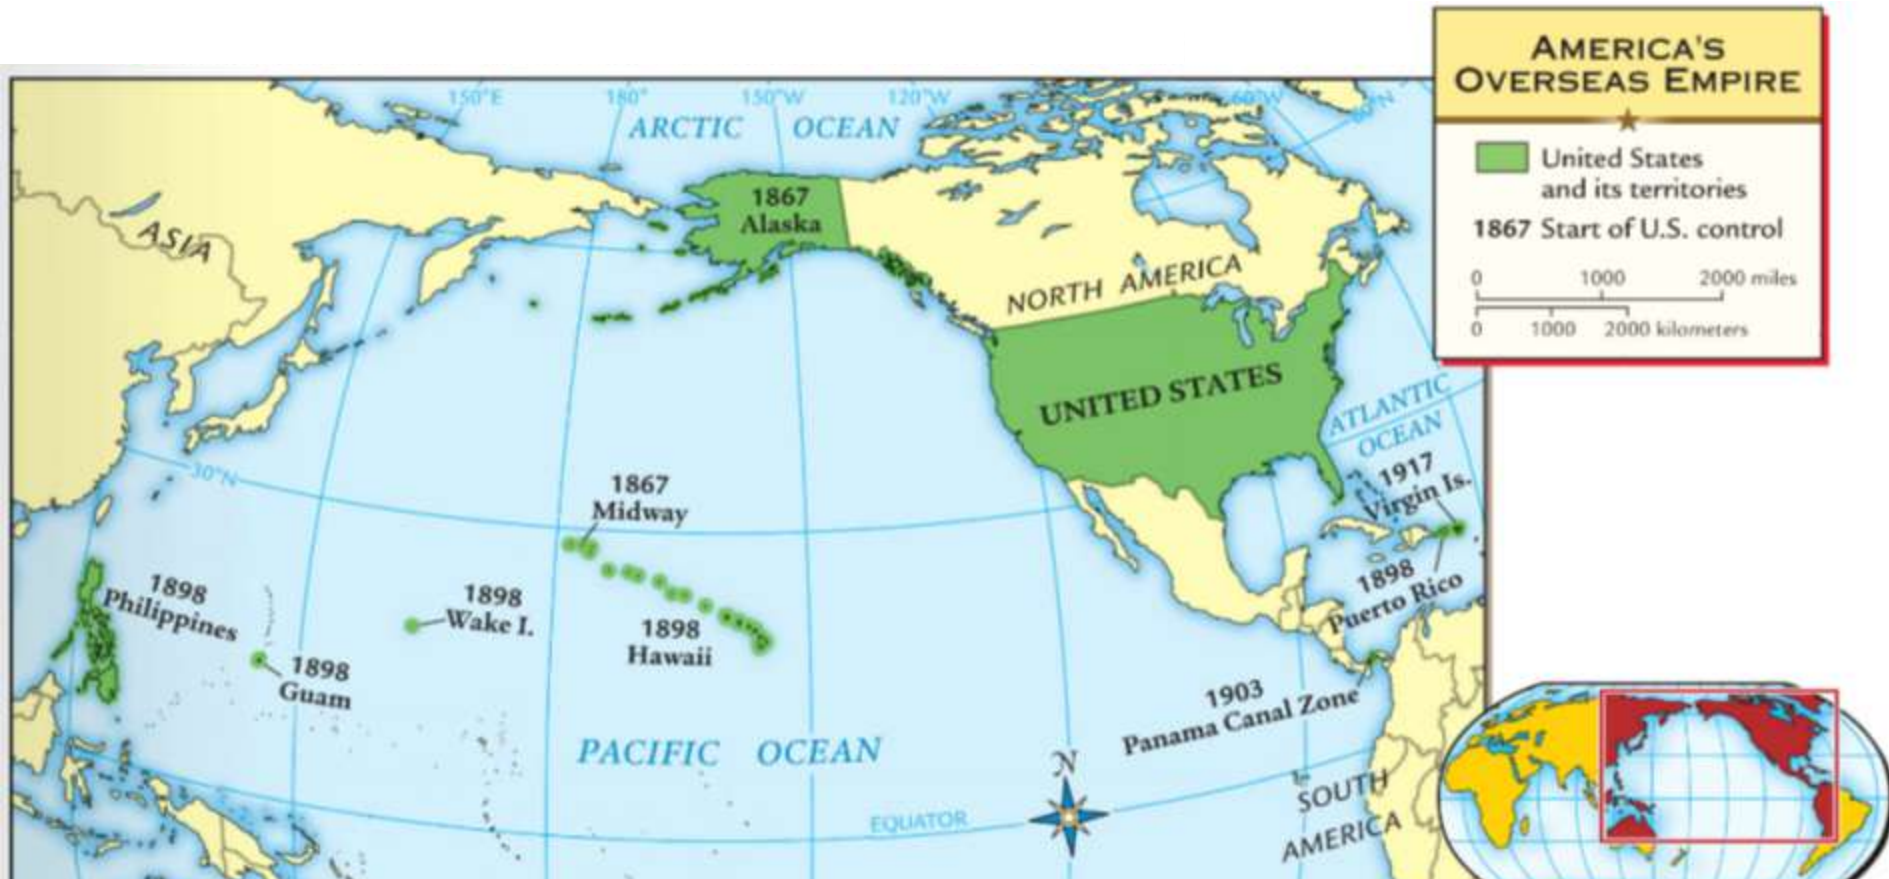 AMERICA'S
OVERSEAS EMPIRE
United States
and its territories
1867 Start of U.S. control
0 1000 2000 miles
0 1000 2000 kilometers
150°E 180° 150°W 120°W 60°W
ARCTIC OCEAN
1867
Alaska
ASIA
NORTH AMERICA
UNITED STATES
ATLANTIC
OCEAN
30°N
1867
Midway
1917
Virgin Is.
1898
Philippines
1898
Wake I.
1898
Hawaii
1898
Puerto Rico
1898
Guam
1903
Panama Canal Zone
PACIFIC OCEAN
N
EQUATOR
SOUTH
AMERICA